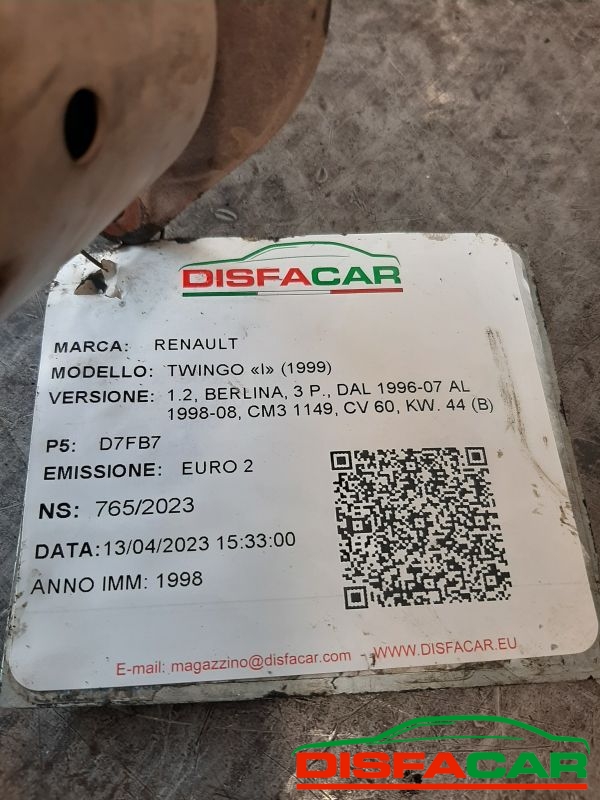 DISFACAR
MARCA: RENAULT
MODELLO: TWINGO «I» (1999)
VERSIONE: 1.2, BERLINA, 3 P., DAL 1996-07 AL
1998-08, CM3 1149, CV 60, KW. 44 (B)
P5: D7FB7
EMISSIONE: EURO 2
NS: 765/2023
DATA:13/04/2023 15:33:00
ANNO IMM: 1998
E-mail: magazzino@disfacar.com - WWW.DISFACAR.EU
DISFACAR